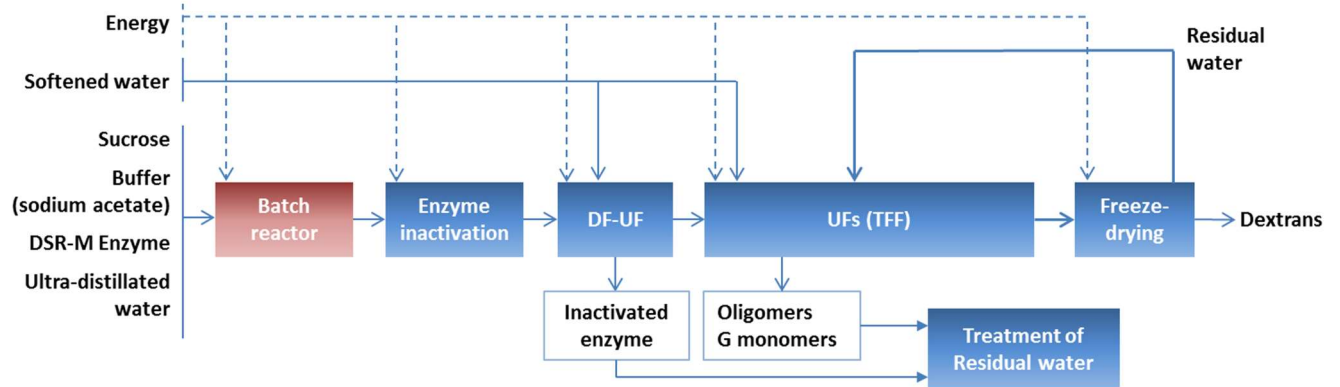 Energy
Residual
water
Softened water
Sucrose
Buffer
(sodium acetate)
DSR-M Enzyme
Ultra-distillated
water
Batch
reactor
Enzyme
inactivation
DF-UF
UFs (TFF)
Freeze-
drying
Dextrans
Inactivated
enzyme
Oligomers
G monomers
Treatment of
Residual water